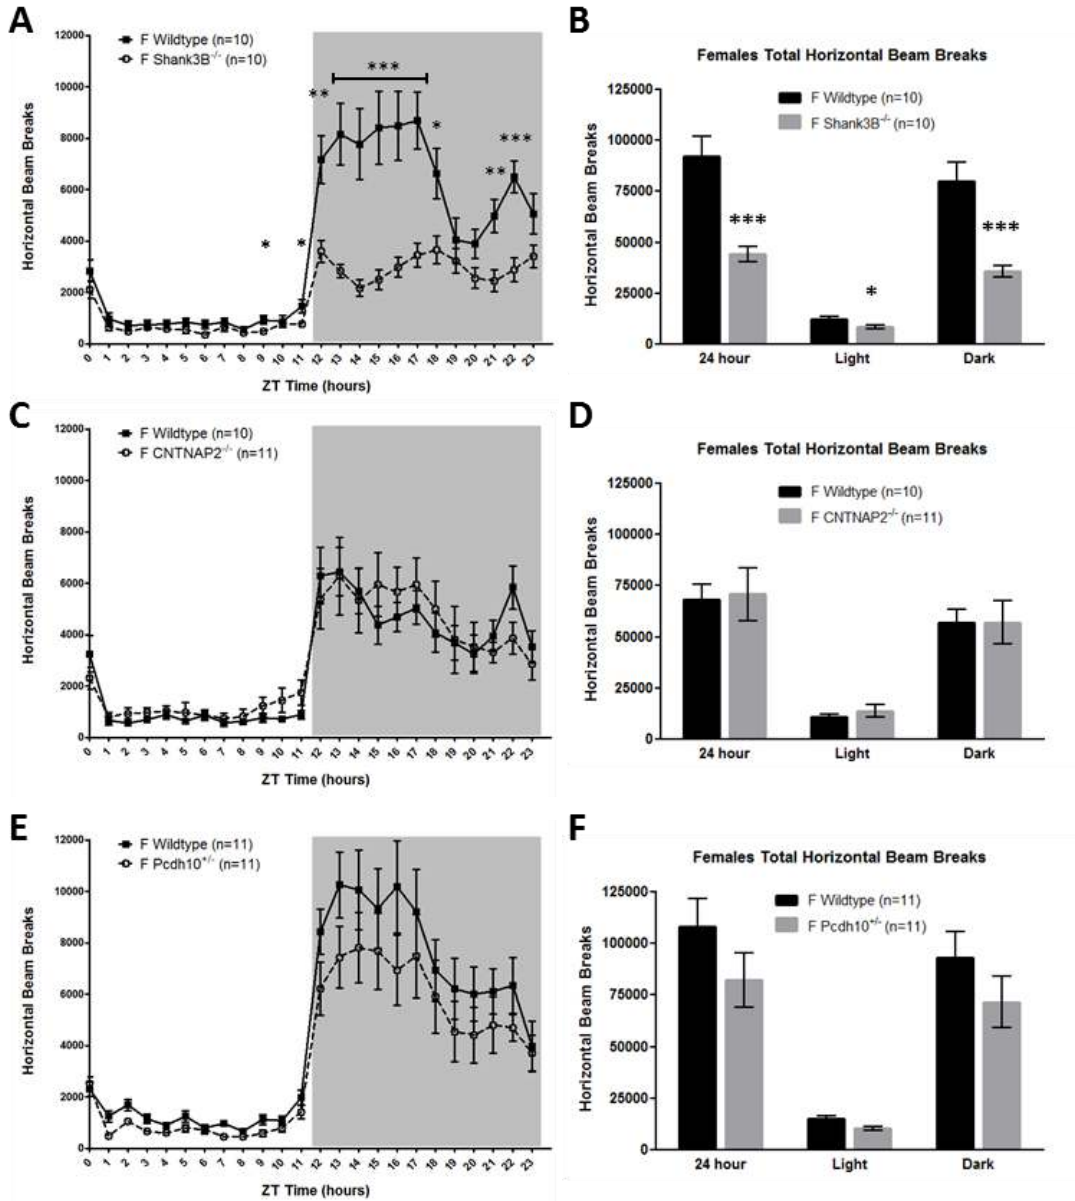 A
F Wildtype (n=10)
F Shank3B-/- (n=10)
Horizontal Beam Breaks
12000
10000
8000
6000
4000
2000
0
** *** * ** *** * *
0 1 2 3 4 5 6 7 8 9 10 11 12 13 14 15 16 17 18 19 20 21 22 23
ZT Time (hours)
B
Females Total Horizontal Beam Breaks
F Wildtype (n=10)
F Shank3B-/- (n=10)
Horizontal Beam Breaks
125000
100000
75000
50000
25000
0
*** * ***
24 hour Light Dark
C
F Wildtype (n=10)
F CNTNAP2-/- (n=11)
Horizontal Beam Breaks
12000
10000
8000
6000
4000
2000
0
0 1 2 3 4 5 6 7 8 9 10 11 12 13 14 15 16 17 18 19 20 21 22 23
ZT Time (hours)
D
Females Total Horizontal Beam Breaks
F Wildtype (n=10)
F CNTNAP2-/- (n=11)
Horizontal Beam Breaks
125000
100000
75000
50000
25000
0
24 hour Light Dark
E
F Wildtype (n=11)
F Pcdh10+/- (n=11)
Horizontal Beam Breaks
12000
10000
8000
6000
4000
2000
0
0 1 2 3 4 5 6 7 8 9 10 11 12 13 14 15 16 17 18 19 20 21 22 23
ZT Time (hours)
F
Females Total Horizontal Beam Breaks
F Wildtype (n=11)
F Pcdh10+/- (n=11)
Horizontal Beam Breaks
125000
100000
75000
50000
25000
0
24 hour Light Dark